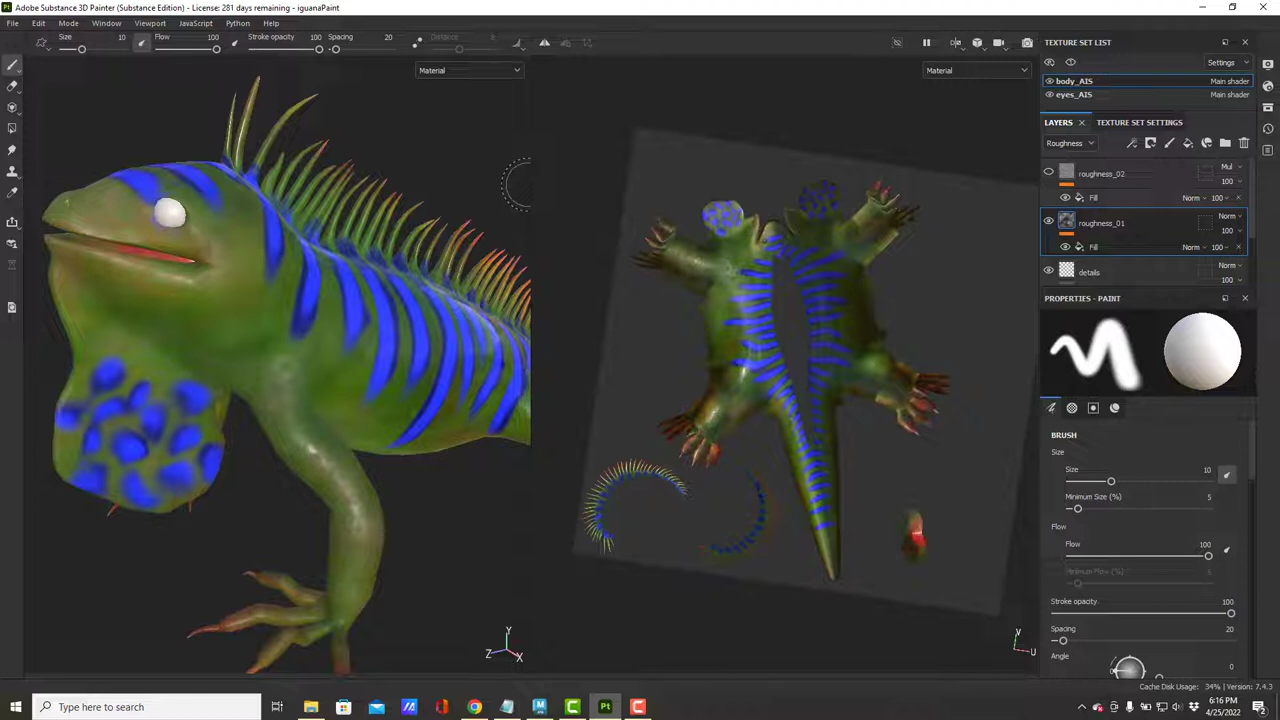 Adobe Substance 3D Painter (Substance Edition) - License: 281 days remaining - iguanaPaint
File Edit Mode Window Viewport JavaScript Python Help
Size 10 Flow 100 Stroke opacity 100 Spacing 20 Distance
Material
Material
TEXTURE SET LIST
Settings
body_AIS Main shader
eyes_AIS Main shader
LAYERS TEXTURE SET SETTINGS
Roughness
roughness_02 Mul
100
Fill Norm 100
roughness_01 Norm
100
Fill Norm 100
details Norm
100
PROPERTIES - PAINT
BRUSH
Size
Size 10
Minimum Size (%) 5
Flow
Flow 100
Minimum Flow (%) 5
Stroke opacity 100
Spacing 20
Angle 0
Y
Z X
V
U
Cache Disk Usage: 34% | Version: 7.4.3
Type here to search
Pt
6:16 PM
4/25/2022